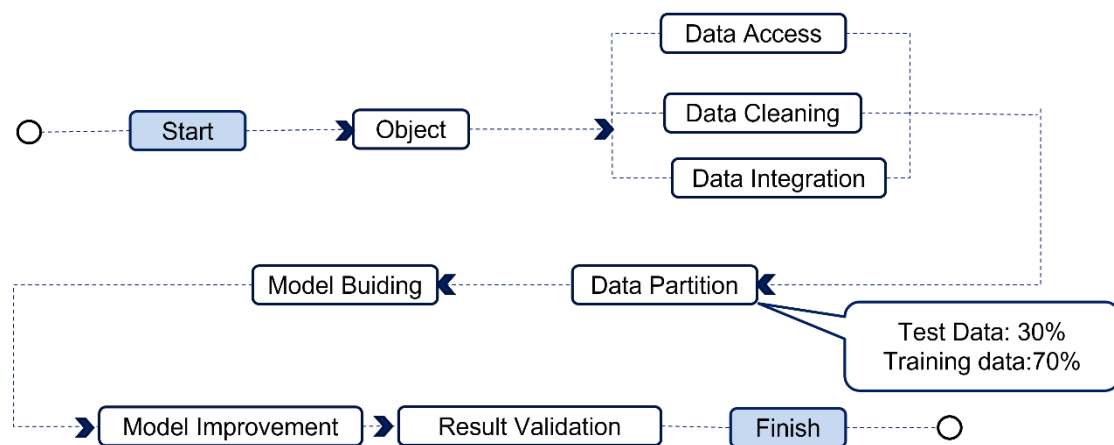 Data Access
Start
Object
Data Cleaning
Data Integration
Model Buiding
Data Partition
Test Data: 30%
Training data:70%
Model Improvement
Result Validation
Finish